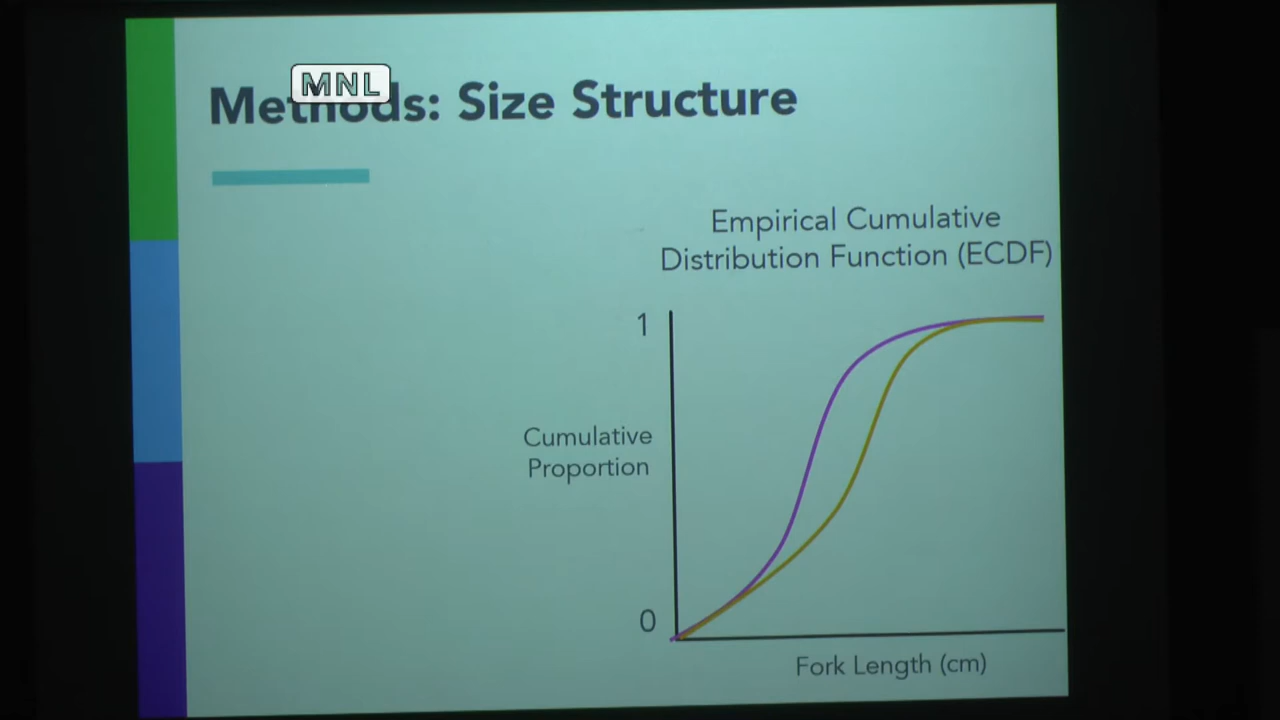 MNL
Methods: Size Structure
Empirical Cumulative
Distribution Function (ECDF)
1
Cumulative
Proportion
0
Fork Length (cm)